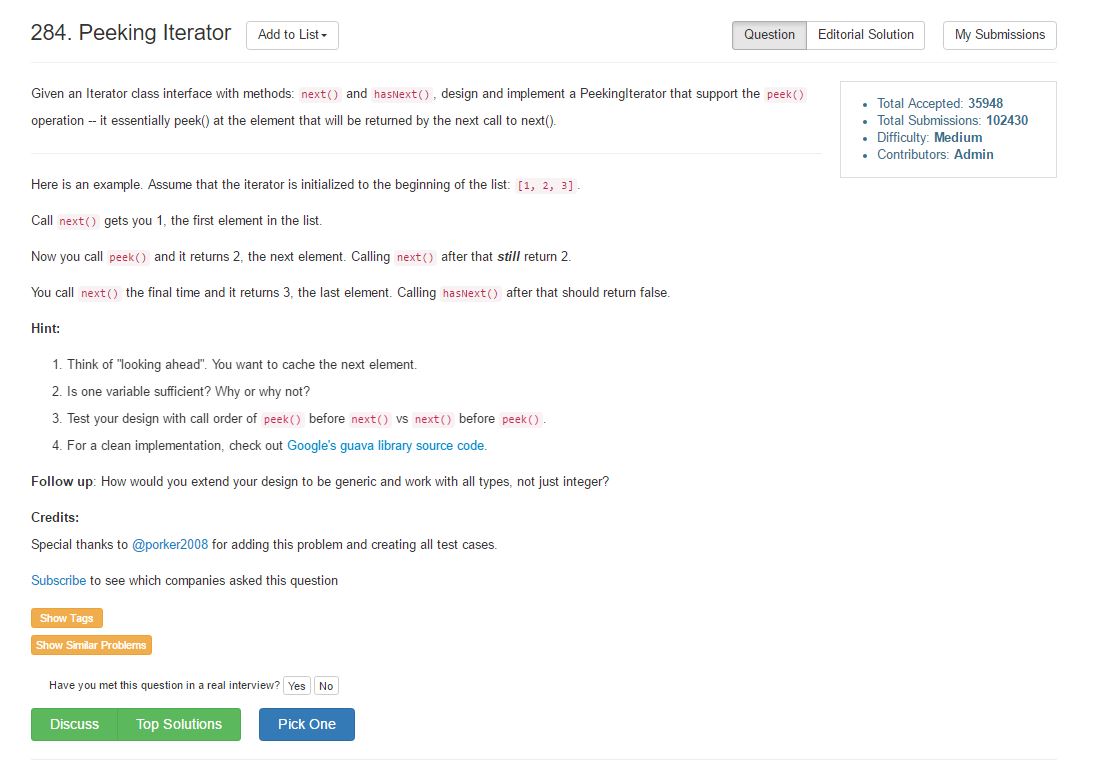 284. Peeking Iterator
Add to List
Question
Editorial Solution
My Submissions
Given an Iterator class interface with methods: next() and hasNext(), design and implement a PeekingIterator that support the peek()
operation -- it essentially peek() at the element that will be returned by the next call to next().
Total Accepted: 35948
Total Submissions: 102430
Difficulty: Medium
Contributors: Admin
Here is an example. Assume that the iterator is initialized to the beginning of the list: [1, 2, 3].
Call next() gets you 1, the first element in the list.
Now you call peek() and it returns 2, the next element. Calling next() after that still return 2.
You call next() the final time and it returns 3, the last element. Calling hasNext() after that should return false.
Hint:
1. Think of "looking ahead". You want to cache the next element.
2. Is one variable sufficient? Why or why not?
3. Test your design with call order of peek() before next() vs next() before peek().
4. For a clean implementation, check out Google's guava library source code.
Follow up: How would you extend your design to be generic and work with all types, not just integer?
Credits:
Special thanks to @porker2008 for adding this problem and creating all test cases.
Subscribe to see which companies asked this question
Show Tags
Show Similar Problems
Have you met this question in a real interview? Yes No
Discuss
Top Solutions
Pick One